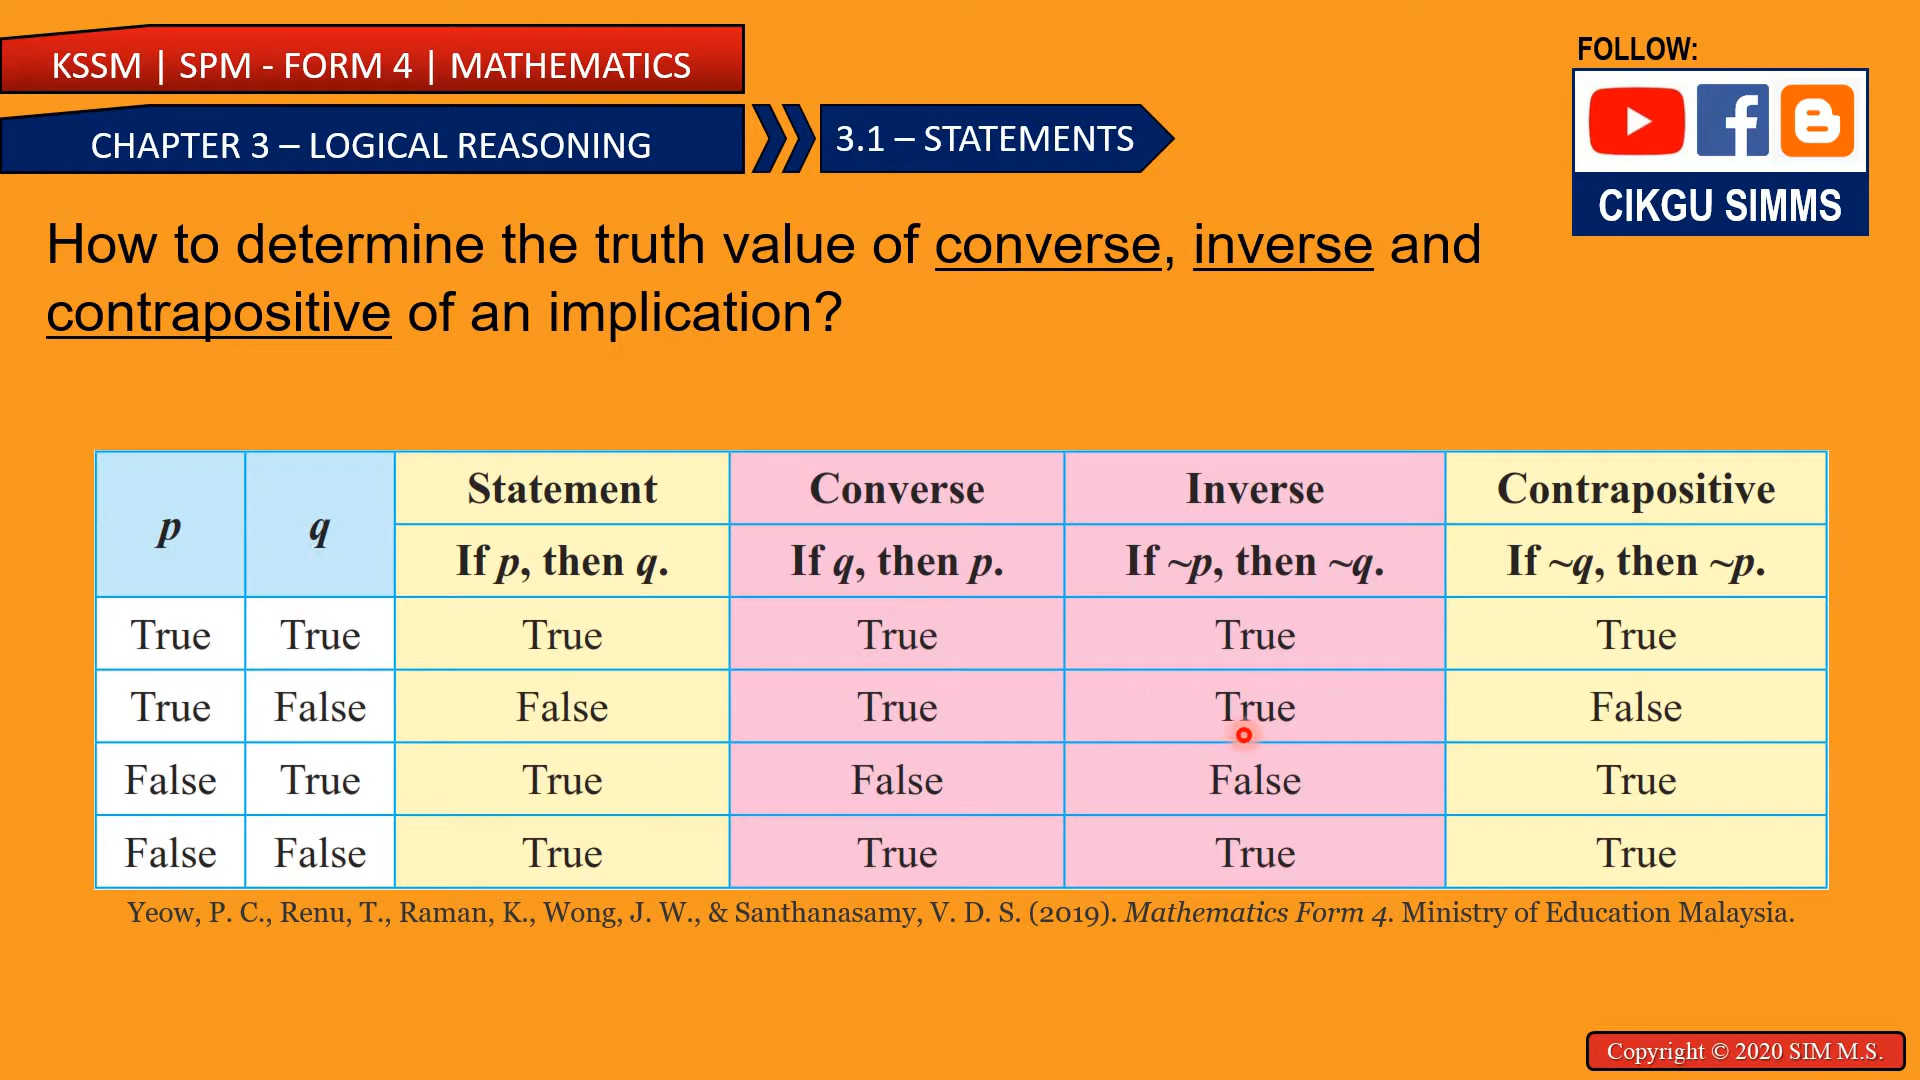 KSSM | SPM - FORM 4 | MATHEMATICS
CHAPTER 3 – LOGICAL REASONING
3.1 – STATEMENTS
FOLLOW:
CIKGU SIMMS
How to determine the truth value of converse, inverse and
contrapositive of an implication?
p q Statement Converse Inverse Contrapositive
If p, then q. If q, then p. If ~p, then ~q. If ~q, then ~p.
True True True True True True
True False False True True False
False True True False False True
False False True True True True
Yeow, P. C., Renu, T., Raman, K., Wong, J. W., & Santhanasamy, V. D. S. (2019). Mathematics Form 4. Ministry of Education Malaysia.
Copyright © 2020 SIM M.S.